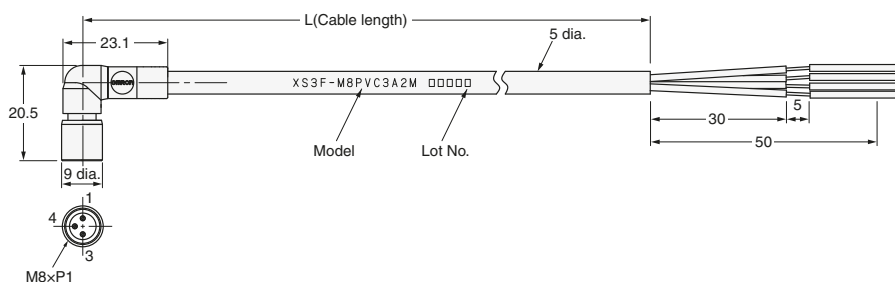 L(Cable length)
23.1
5 dia.
OMRON
XS3F-M8PVC3A2M □□□□□
20.5
30
5
50
Model
Lot No.
9 dia.
1
4
3
M8×P1